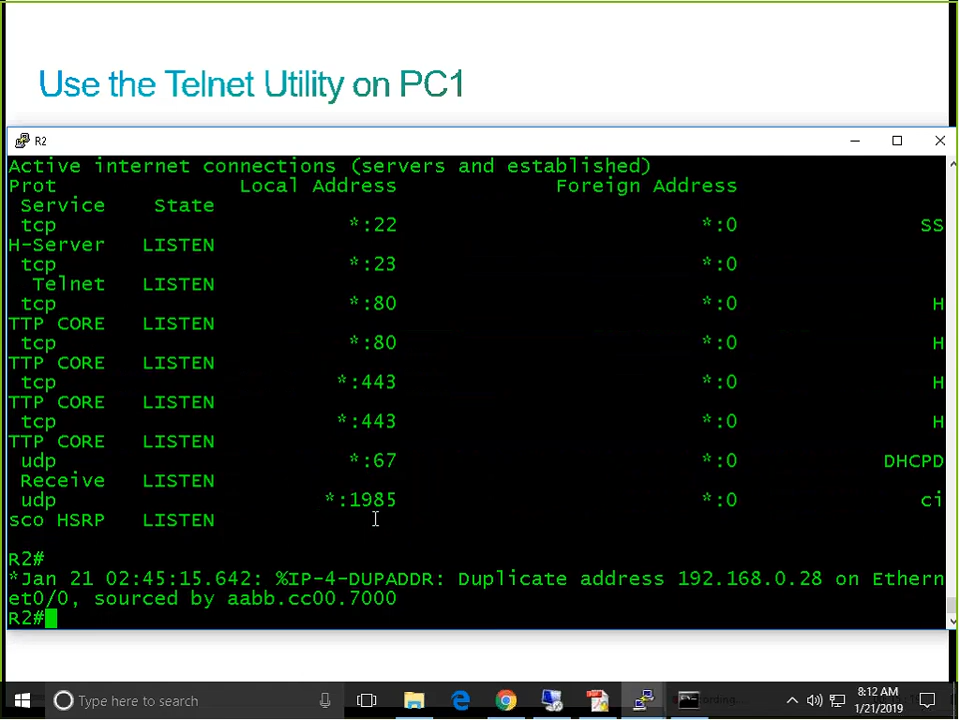 Use the Telnet Utility on PC1
R2
Active internet connections (servers and established)
Prot Local Address Foreign Address
Service State
tcp *:22 *:0 SS
H-Server LISTEN
tcp *:23 *:0
Telnet LISTEN
tcp *:80 *:0 H
TTP CORE LISTEN
tcp *:80 *:0 H
TTP CORE LISTEN
tcp *:443 *:0 H
TTP CORE LISTEN
tcp *:443 *:0 H
TTP CORE LISTEN
udp *:67 *:0 DHCPD
Receive LISTEN
udp *:1985 *:0 ci
sco HSRP LISTEN
R2#
*Jan 21 02:45:15.642: %IP-4-DUPADDR: Duplicate address 192.168.0.28 on Ethern
et0/0, sourced by aabb.cc00.7000
R2#
Type here to search
8:12 AM
1/21/2019